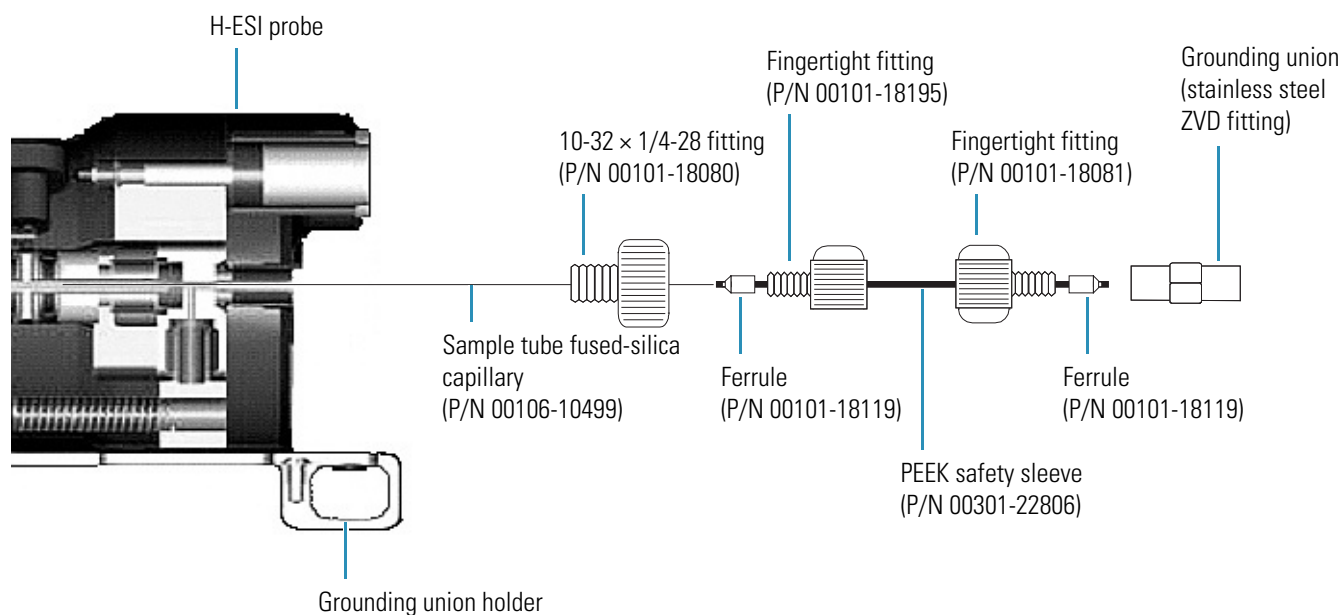 H-ESI probe
Fingertight fitting
(P/N 00101-18195)
Grounding union
(stainless steel
ZVD fitting)
10-32 × 1/4-28 fitting
(P/N 00101-18080)
Fingertight fitting
(P/N 00101-18081)
Sample tube fused-silica
capillary
(P/N 00106-10499)
Ferrule
(P/N 00101-18119)
Ferrule
(P/N 00101-18119)
PEEK safety sleeve
(P/N 00301-22806)
Grounding union holder